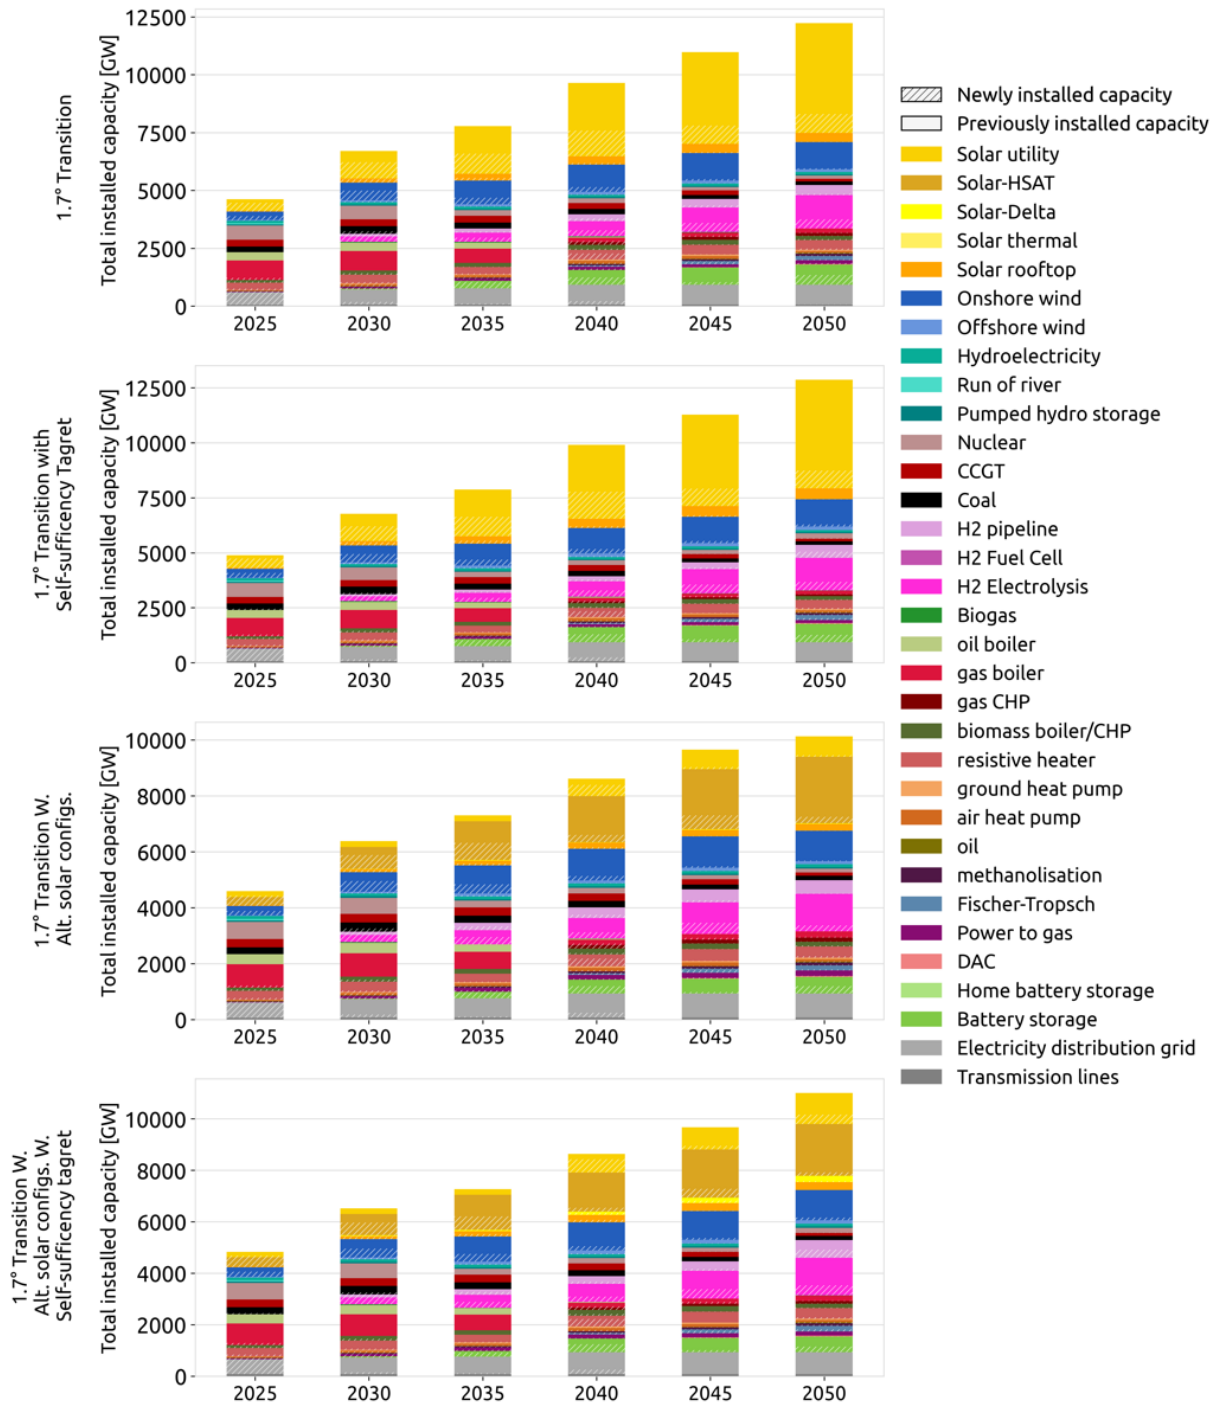 1.7° Transition
Total installed capacity [GW]
12500
10000
7500
5000
2500
0
2025 2030 2035 2040 2045 2050
1.7° Transition with
Self-sufficency Tagret
Total installed capacity [GW]
12500
10000
7500
5000
2500
0
2025 2030 2035 2040 2045 2050
1.7° Transition W.
Alt. solar configs.
Total installed capacity [GW]
10000
8000
6000
4000
2000
0
2025 2030 2035 2040 2045 2050
1.7° Transition W.
Alt. solar configs. W.
Self-sufficency tagret
Total installed capacity [GW]
10000
8000
6000
4000
2000
0
2025 2030 2035 2040 2045 2050
Newly installed capacity
Previously installed capacity
Solar utility
Solar-HSAT
Solar-Delta
Solar thermal
Solar rooftop
Onshore wind
Offshore wind
Hydroelectricity
Run of river
Pumped hydro storage
Nuclear
CCGT
Coal
H2 pipeline
H2 Fuel Cell
H2 Electrolysis
Biogas
oil boiler
gas boiler
gas CHP
biomass boiler/CHP
resistive heater
ground heat pump
air heat pump
oil
methanolisation
Fischer-Tropsch
Power to gas
DAC
Home battery storage
Battery storage
Electricity distribution grid
Transmission lines